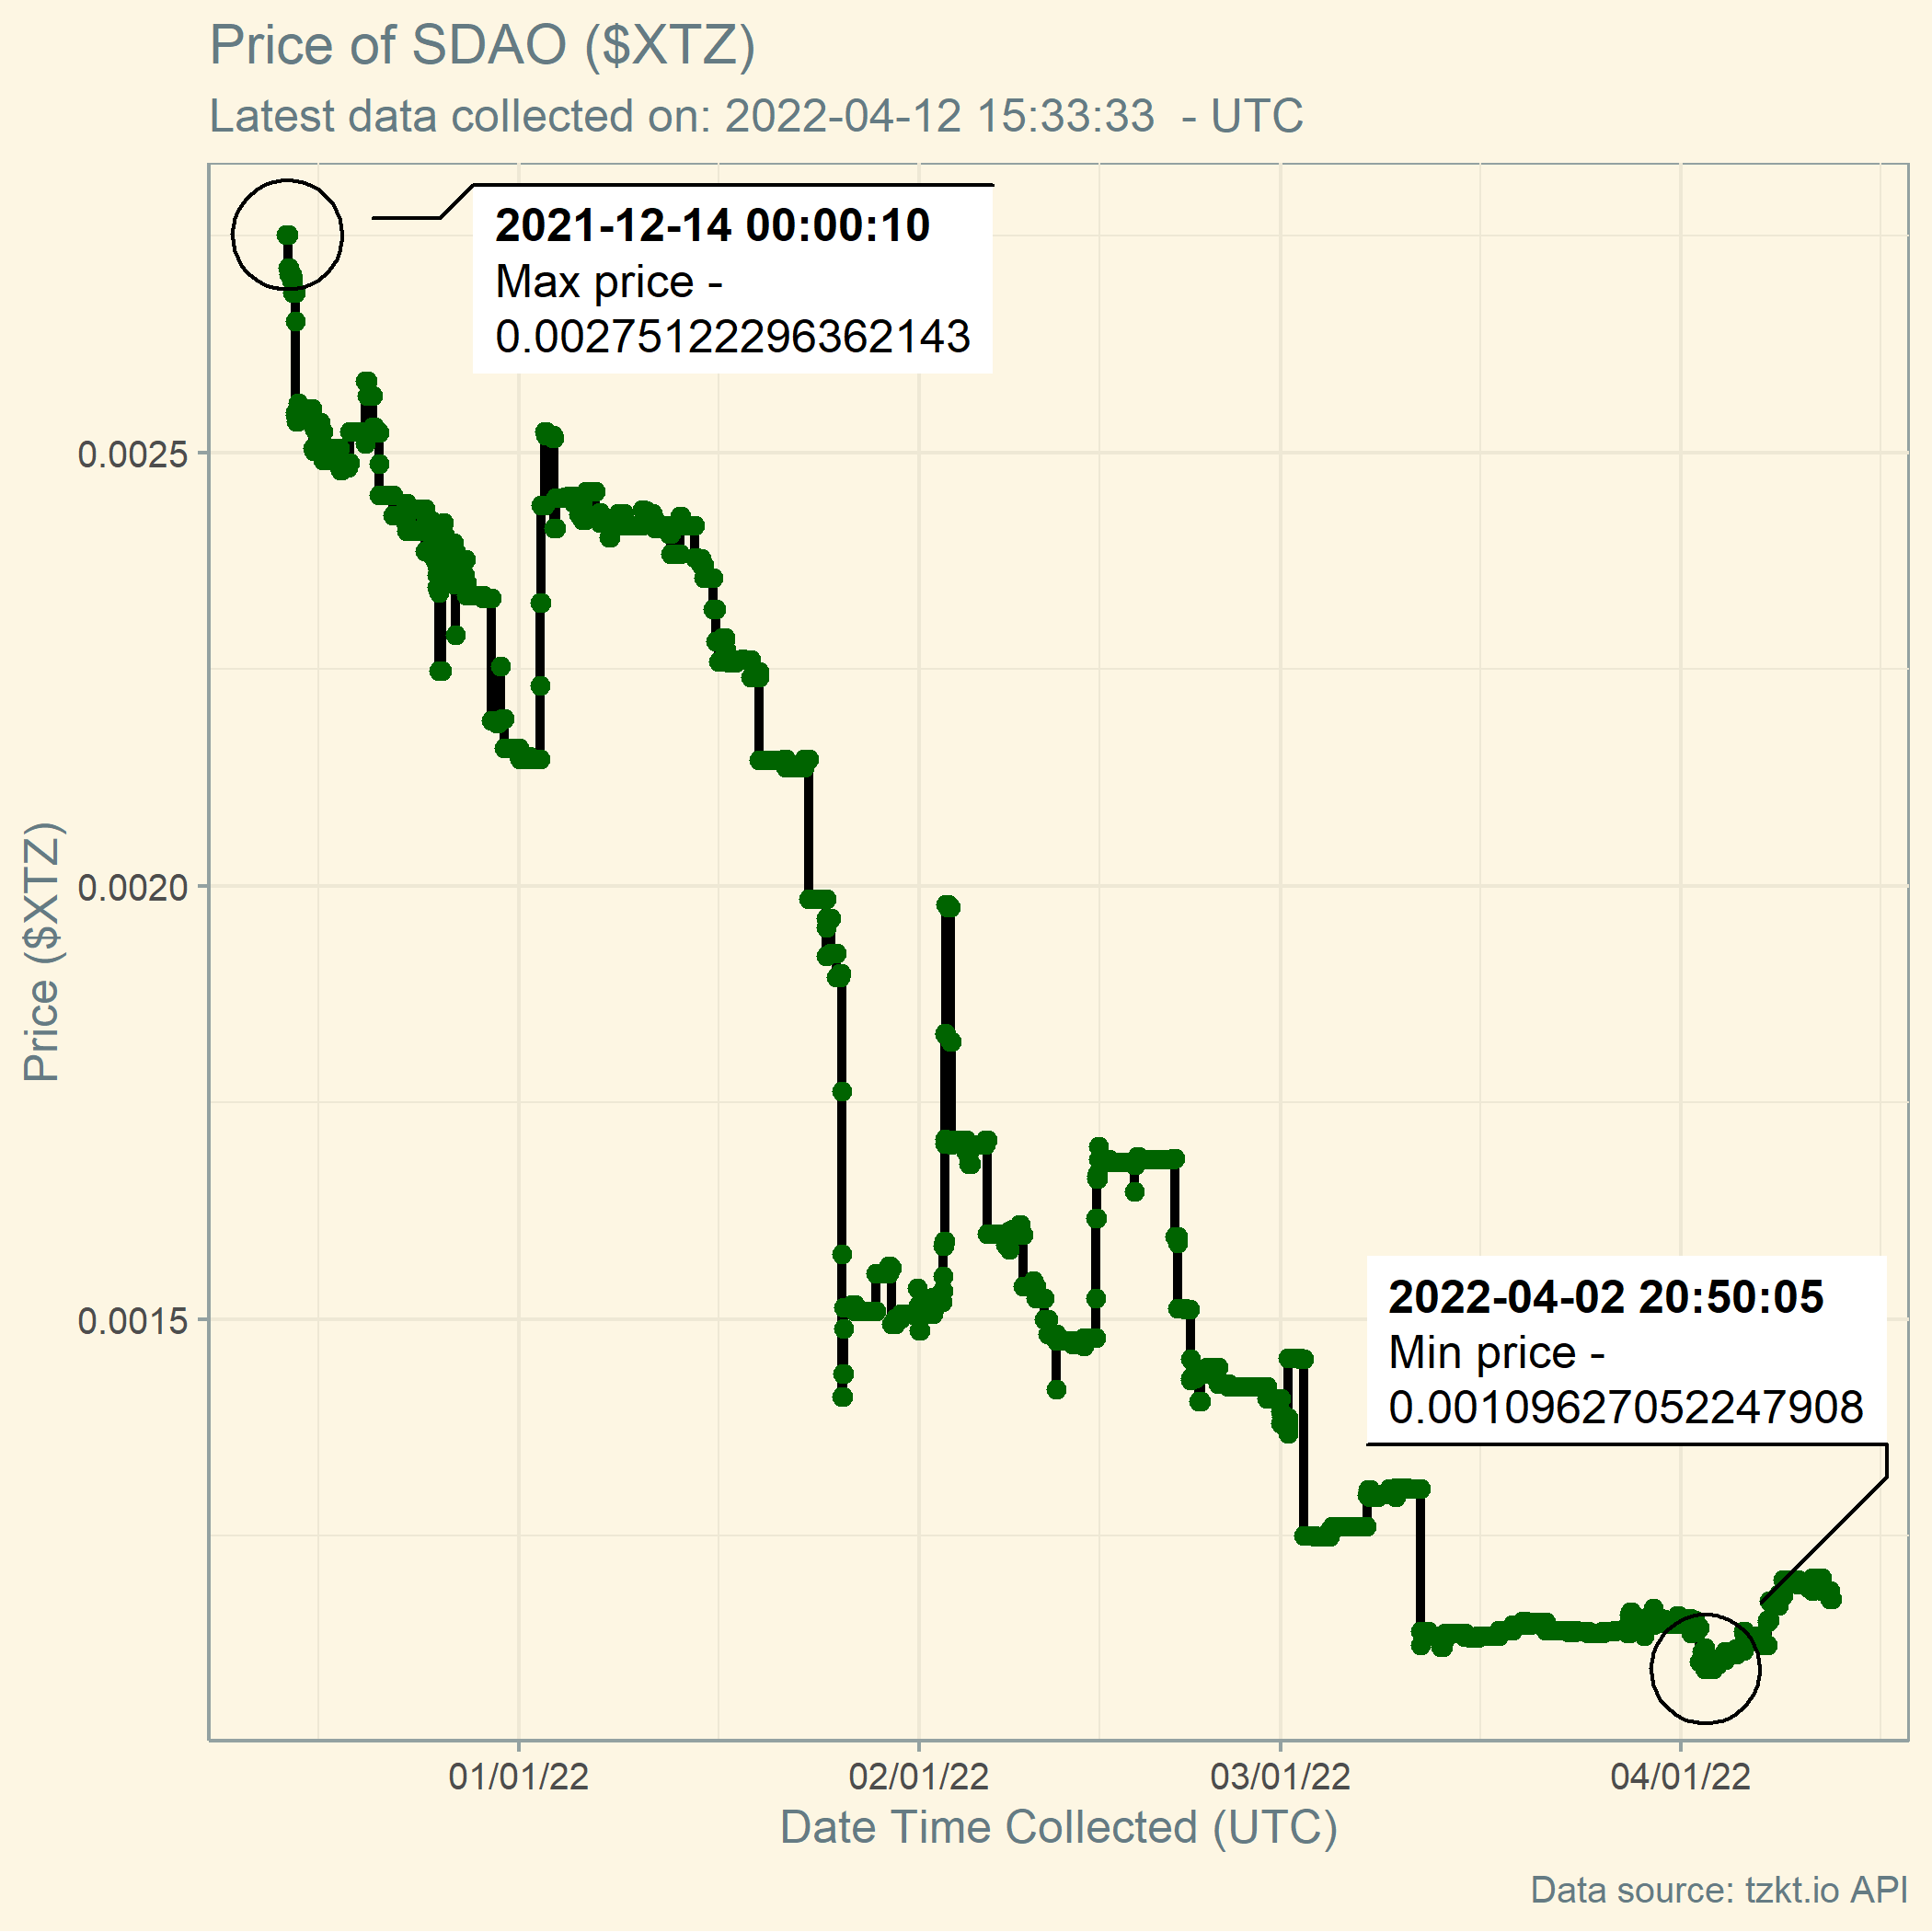 Price of SDAO ($XTZ)
Latest data collected on: 2022-04-12 15:33:33  - UTC
2021-12-14 00:00:10
Max price -
0.00275122296362143
0.0025
0.0020
0.0015
Price ($XTZ)
2022-04-02 20:50:05
Min price -
0.00109627052247908
01/01/22
02/01/22
03/01/22
04/01/22
Date Time Collected (UTC)
Data source: tzkt.io API